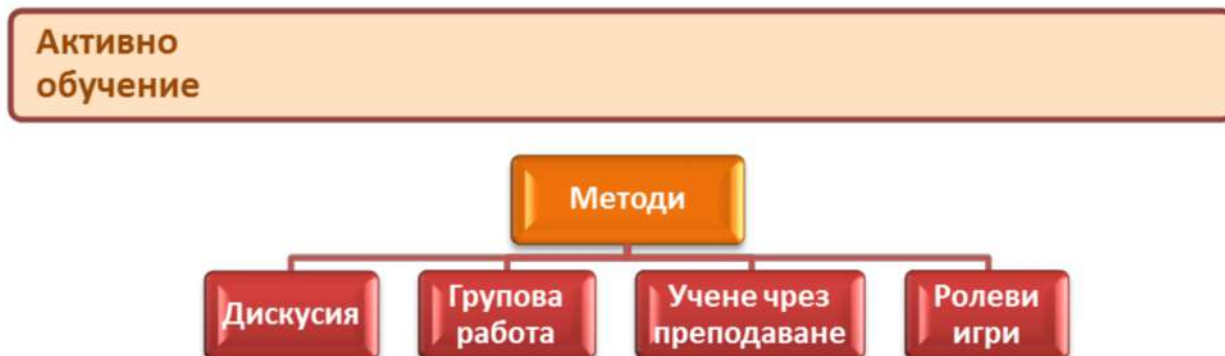 Активно
обучение
Методи
Дискусия
Групова
работа
Учене чрез
преподаване
Ролеви
игри